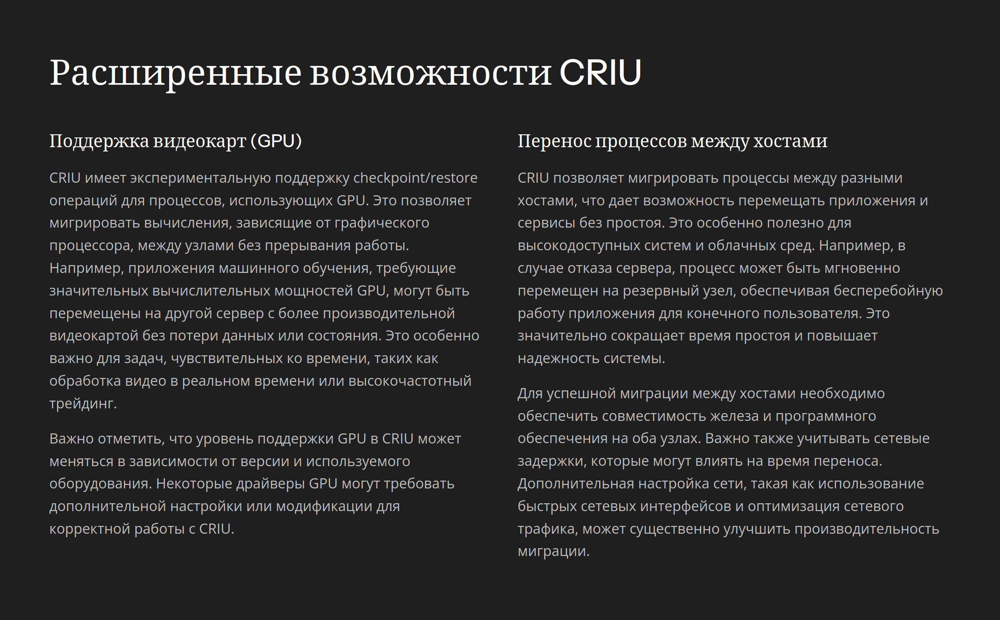 Расширенные возможности CRIU
Поддержка видеокарт (GPU)
CRIU имеет экспериментальную поддержку checkpoint/restore
операций для процессов, использующих GPU. Это позволяет
мигрировать вычисления, зависящие от графического
процессора, между узлами без прерывания работы.
Например, приложения машинного обучения, требующие
значительных вычислительных мощностей GPU, могут быть
перемещены на другой сервер с более производительной
видеокартой без потери данных или состояния. Это особенно
важно для задач, чувствительных ко времени, таких как
обработка видео в реальном времени или высокочастотный
трейдинг.
Важно отметить, что уровень поддержки GPU в CRIU может
меняться в зависимости от версии и используемого
оборудования. Некоторые драйверы GPU могут требовать
дополнительной настройки или модификации для
корректной работы с CRIU.
Перенос процессов между хостами
CRIU позволяет мигрировать процессы между разными
хостами, что дает возможность перемещать приложения и
сервисы без простоя. Это особенно полезно для
высокодоступных систем и облачных сред. Например, в
случае отказа сервера, процесс может быть мгновенно
перемещен на резервный узел, обеспечивая бесперебойную
работу приложения для конечного пользователя. Это
значительно сокращает время простоя и повышает
надежность системы.
Для успешной миграции между хостами необходимо
обеспечить совместимость железа и программного
обеспечения на оба узлах. Важно также учитывать сетевые
задержки, которые могут влиять на время переноса.
Дополнительная настройка сети, такая как использование
быстрых сетевых интерфейсов и оптимизация сетевого
трафика, может существенно улучшить производительность
миграции.